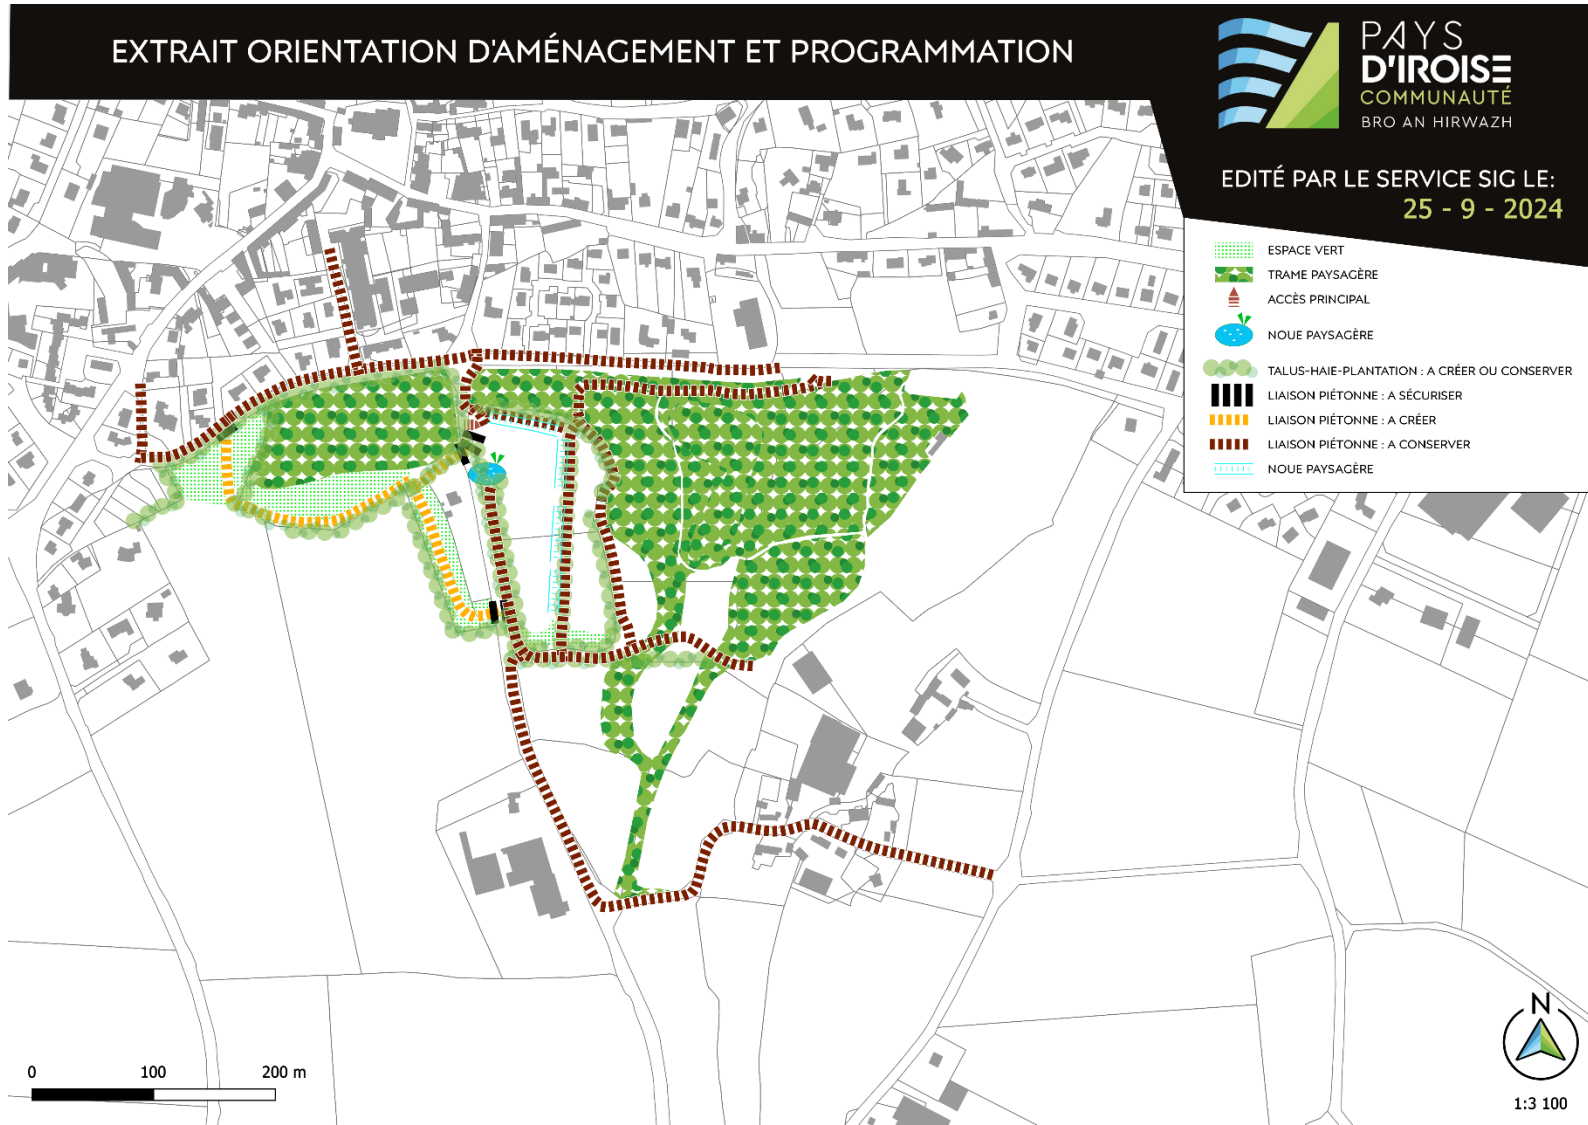 EXTRAIT ORIENTATION D'AMÉNAGEMENT ET PROGRAMMATION
PAYS
D'IROISE
COMMUNAUTÉ
BRO AN HIRWAZH
EDITÉ PAR LE SERVICE SIG LE:
25 - 9 - 2024
ESPACE VERT
TRAME PAYSAGÈRE
ACCÈS PRINCIPAL
NOUE PAYSAGÈRE
TALUS-HAIE-PLANTATION : A CRÉER OU CONSERVER
LIAISON PIÉTONNE : A SÉCURISER
LIAISON PIÉTONNE : A CRÉER
LIAISON PIÉTONNE : A CONSERVER
NOUE PAYSAGÈRE
0 100 200 m
N
1:3 100